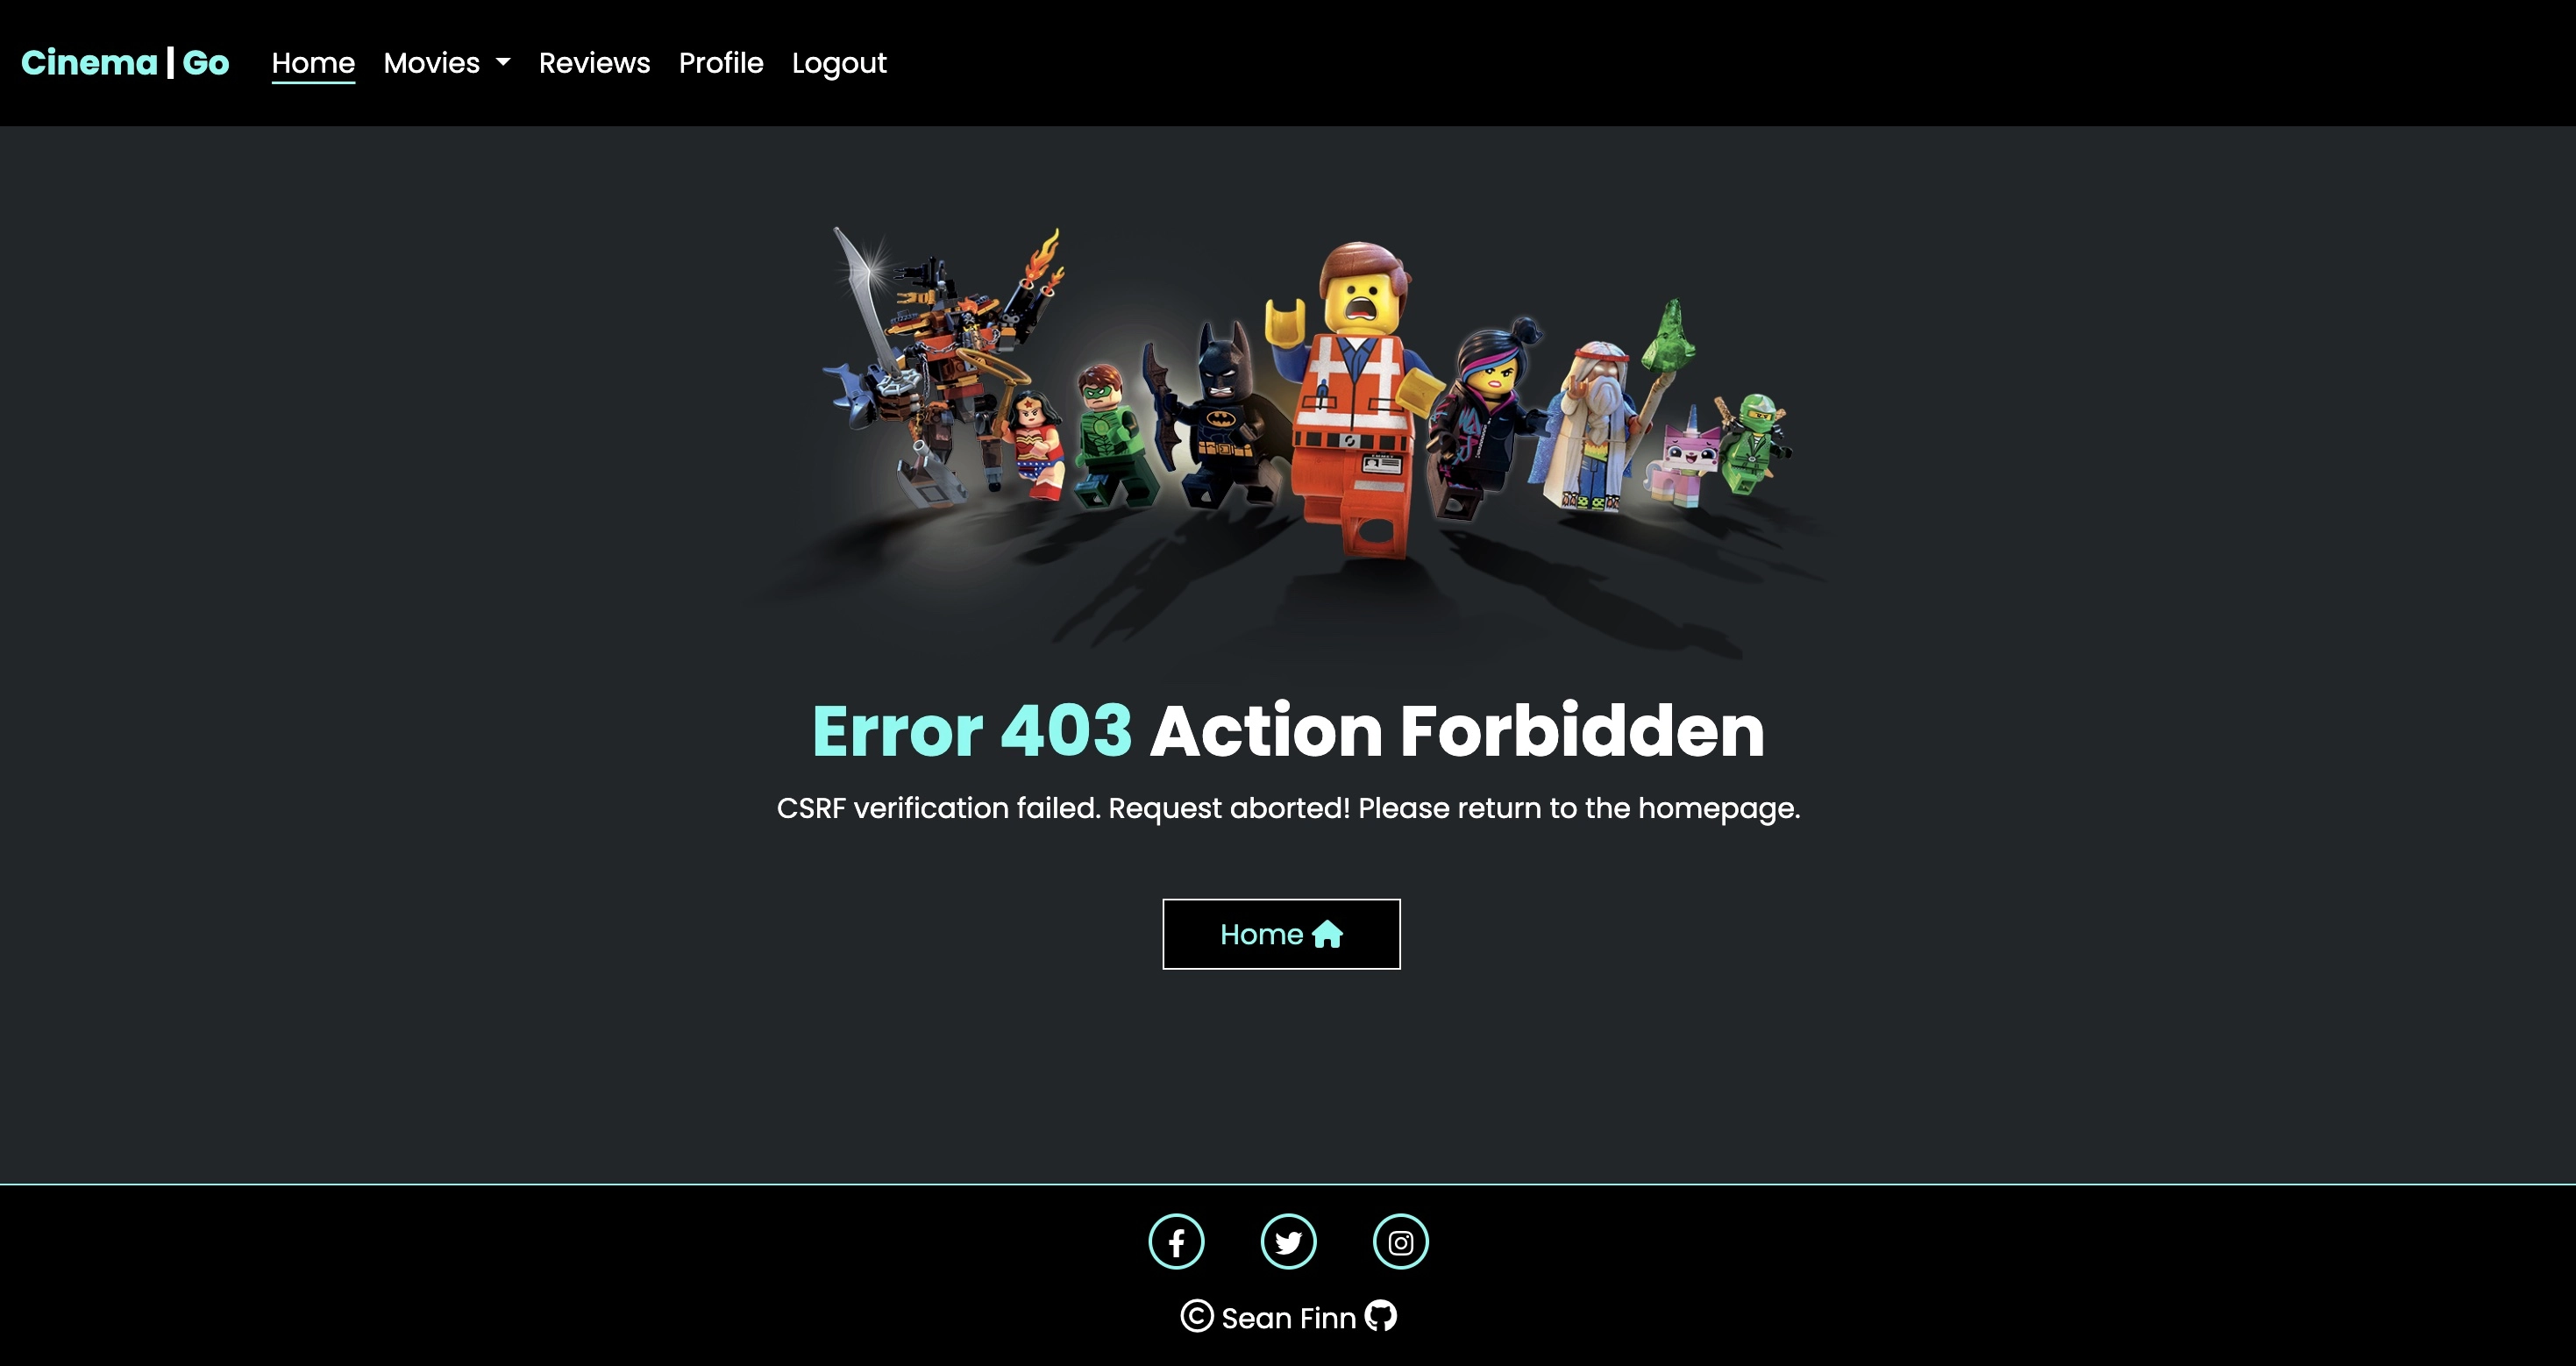 Cinema | Go Home Movies Reviews Profile Logout
Error 403 Action Forbidden
CSRF verification failed. Request aborted! Please return to the homepage.
Home
© Sean Finn